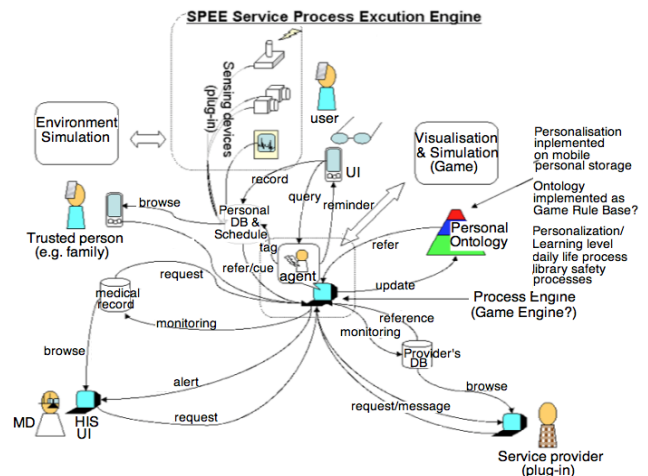 SPEE Service Process Excution Engine
Sensing devices
(plug-in)
user
Environment
Simulation
Visualisation
& Simulation
(Game)
Personalisation
inplemented
on mobile
personal storage
Ontology
implemented as
Game Rule Base?
Personalization/
Learning level
daily life process
library safety
processes
UI
record
query
reminder
browse
Personal
DB &
Schedule
Trusted person
(e.g. family)
tag
agent
refer/cue
refer
Personal
Ontology
update
request
medical
record
monitoring
Process Engine
(Game Engine?)
reference
monitoring
Provider's
DB
browse
browse
alert
request
request/message
MD
HIS
UI
Service provider
(plug-in)